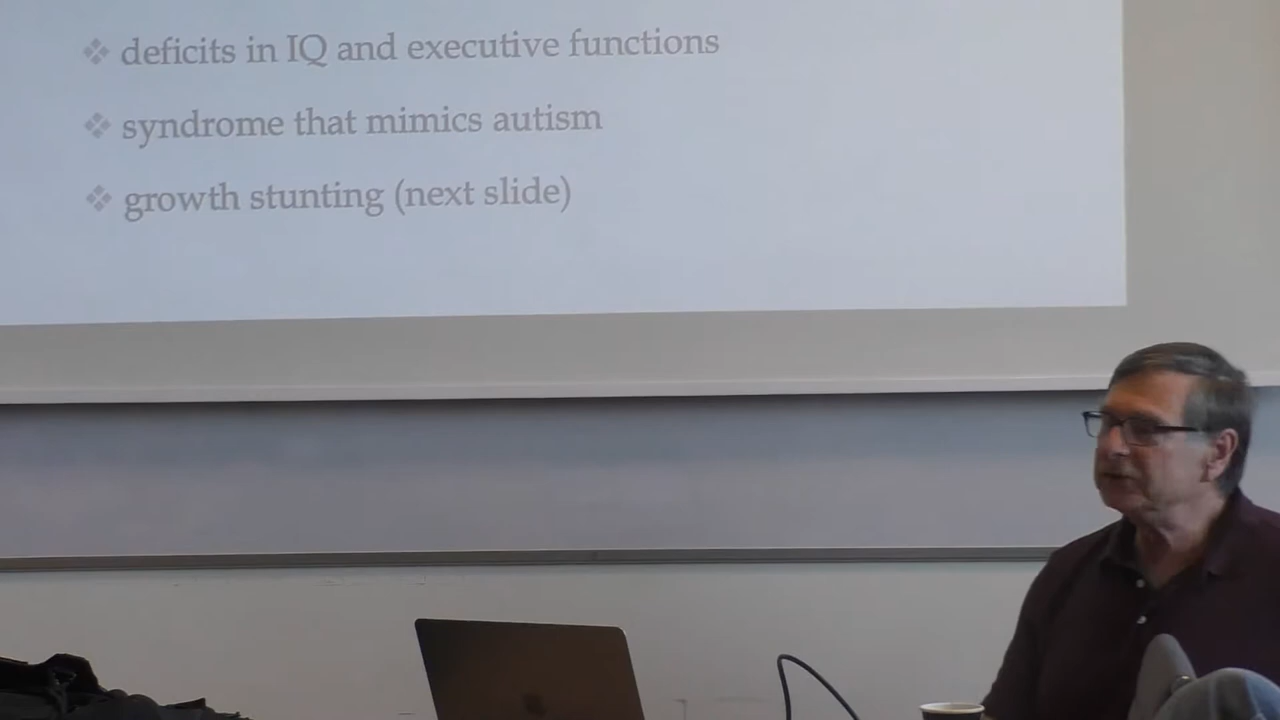 ❖ deficits in IQ and executive functions
❖ syndrome that mimics autism
❖ growth stunting (next slide)